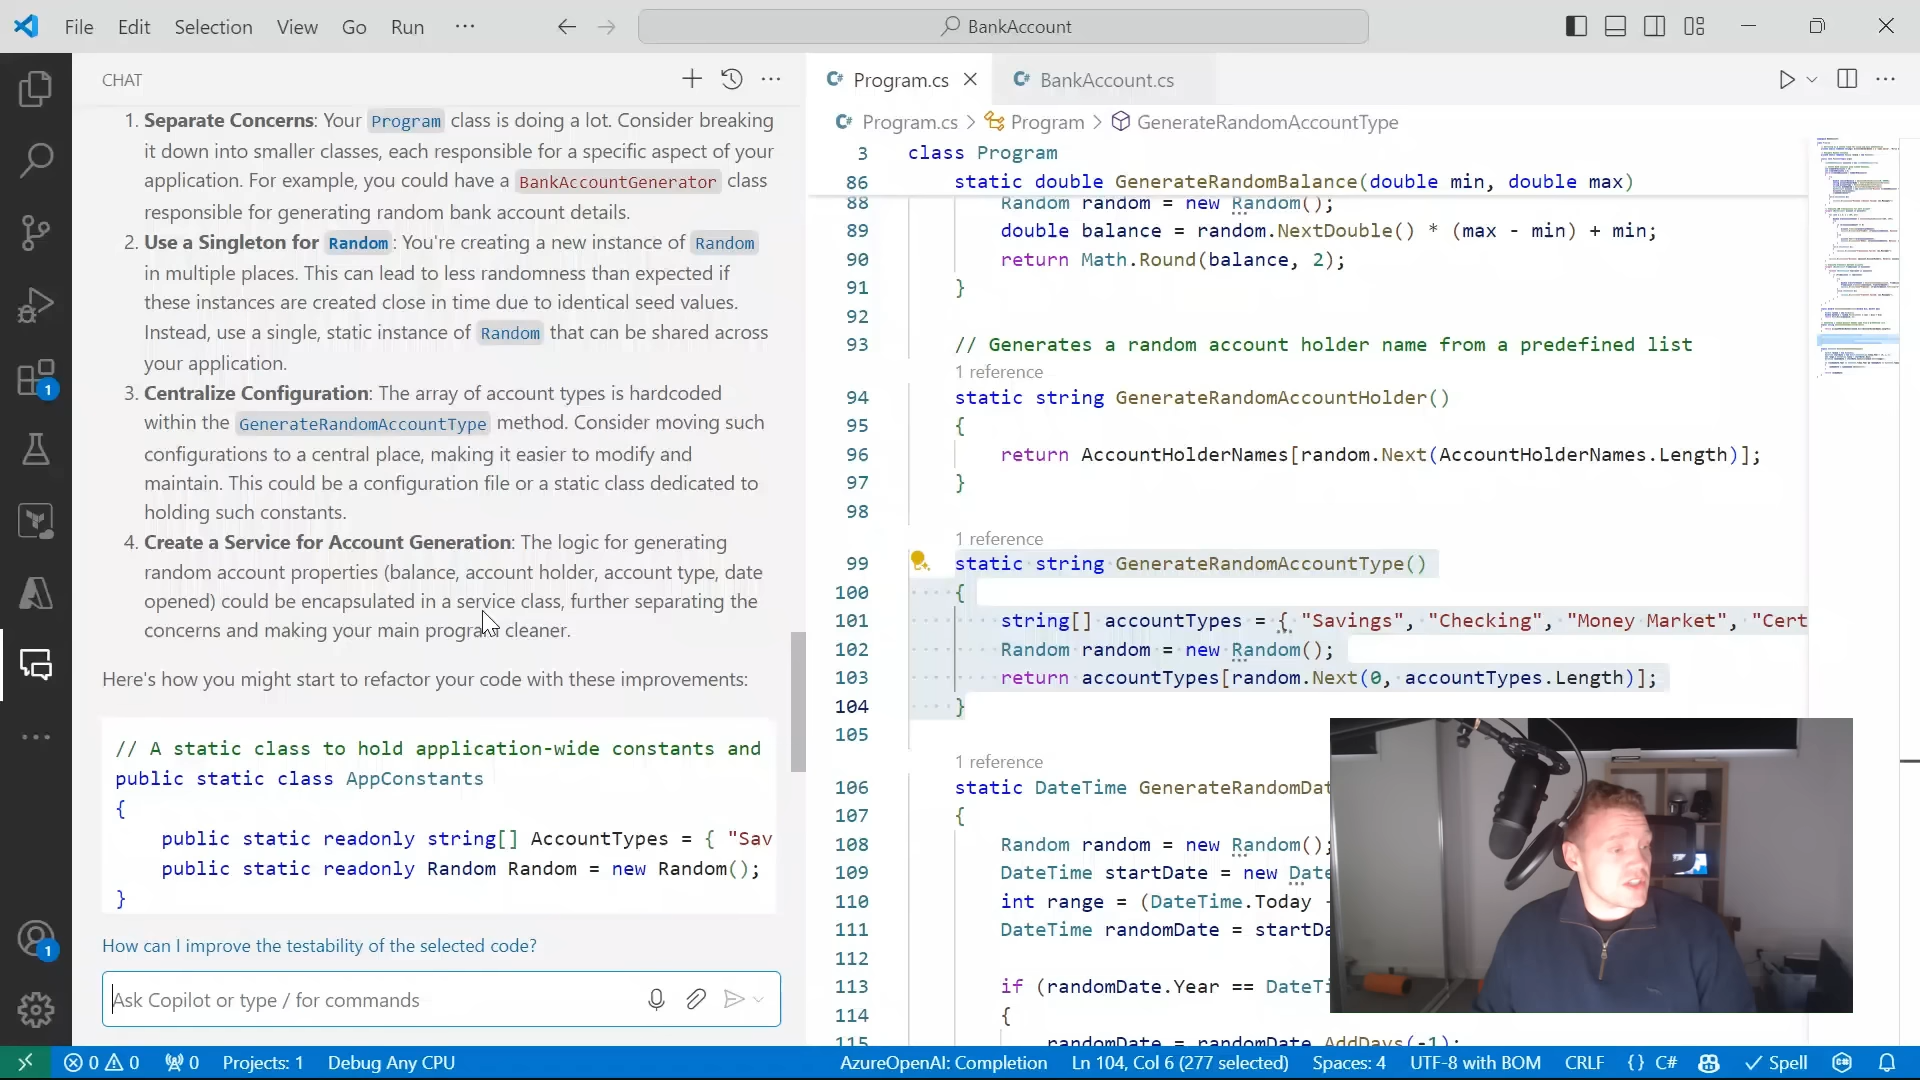 File Edit Selection View Go Run ···
BankAccount
CHAT
1. Separate Concerns: Your Program class is doing a lot. Consider breaking
it down into smaller classes, each responsible for a specific aspect of your
application. For example, you could have a BankAccountGenerator class
responsible for generating random bank account details.
2. Use a Singleton for Random: You're creating a new instance of Random
in multiple places. This can lead to less randomness than expected if
these instances are created close in time due to identical seed values.
Instead, use a single, static instance of Random that can be shared across
your application.
3. Centralize Configuration: The array of account types is hardcoded
within the GenerateRandomAccountType method. Consider moving such
configurations to a central place, making it easier to modify and
maintain. This could be a configuration file or a static class dedicated to
holding such constants.
4. Create a Service for Account Generation: The logic for generating
random account properties (balance, account holder, account type, date
opened) could be encapsulated in a service class, further separating the
concerns and making your main program cleaner.
Here's how you might start to refactor your code with these improvements:
// A static class to hold application-wide constants and
public static class AppConstants
{
public static readonly string[] AccountTypes = { "Sav
public static readonly Random Random = new Random();
}
How can I improve the testability of the selected code?
Ask Copilot or type / for commands
1
1
Program.cs
BankAccount.cs
Program.cs > Program > GenerateRandomAccountType
3 class Program
86 static double GenerateRandomBalance(double min, double max)
88 Random random = new Random();
89 double balance = random.NextDouble() * (max - min) + min;
90 return Math.Round(balance, 2);
91 }
92
93 // Generates a random account holder name from a predefined list
1 reference
94 static string GenerateRandomAccountHolder()
95 {
96 return AccountHolderNames[random.Next(AccountHolderNames.Length)];
97 }
98
1 reference
99 static string GenerateRandomAccountType()
100 {
101 string[] accountTypes = { "Savings", "Checking", "Money Market", "Cert
102 Random random = new Random();
103 return accountTypes[random.Next(0, accountTypes.Length)];
104 }
105
1 reference
106 static DateTime GenerateRandomDat
107 {
108 Random random = new Random();
109 DateTime startDate = new Date
110 int range = (DateTime.Today -
111 DateTime randomDate = startDa
112
113 if (randomDate.Year == DateTi
114 {
115 randomDate = randomDate.AddDays(-1);
0 0 0 Projects: 1 Debug Any CPU
AzureOpenAI: Completion Ln 104, Col 6 (277 selected) Spaces: 4 UTF-8 with BOM CRLF {} C# Spell